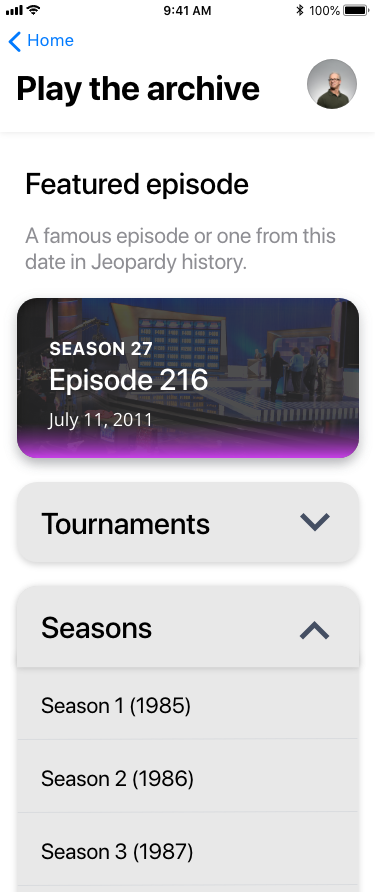 9:41 AM 100%
Home
Play the archive
Featured episode
A famous episode or one from this
date in Jeopardy history.
SEASON 27
Episode 216
July 11, 2011
Tournaments
Seasons
Season 1 (1985)
Season 2 (1986)
Season 3 (1987)